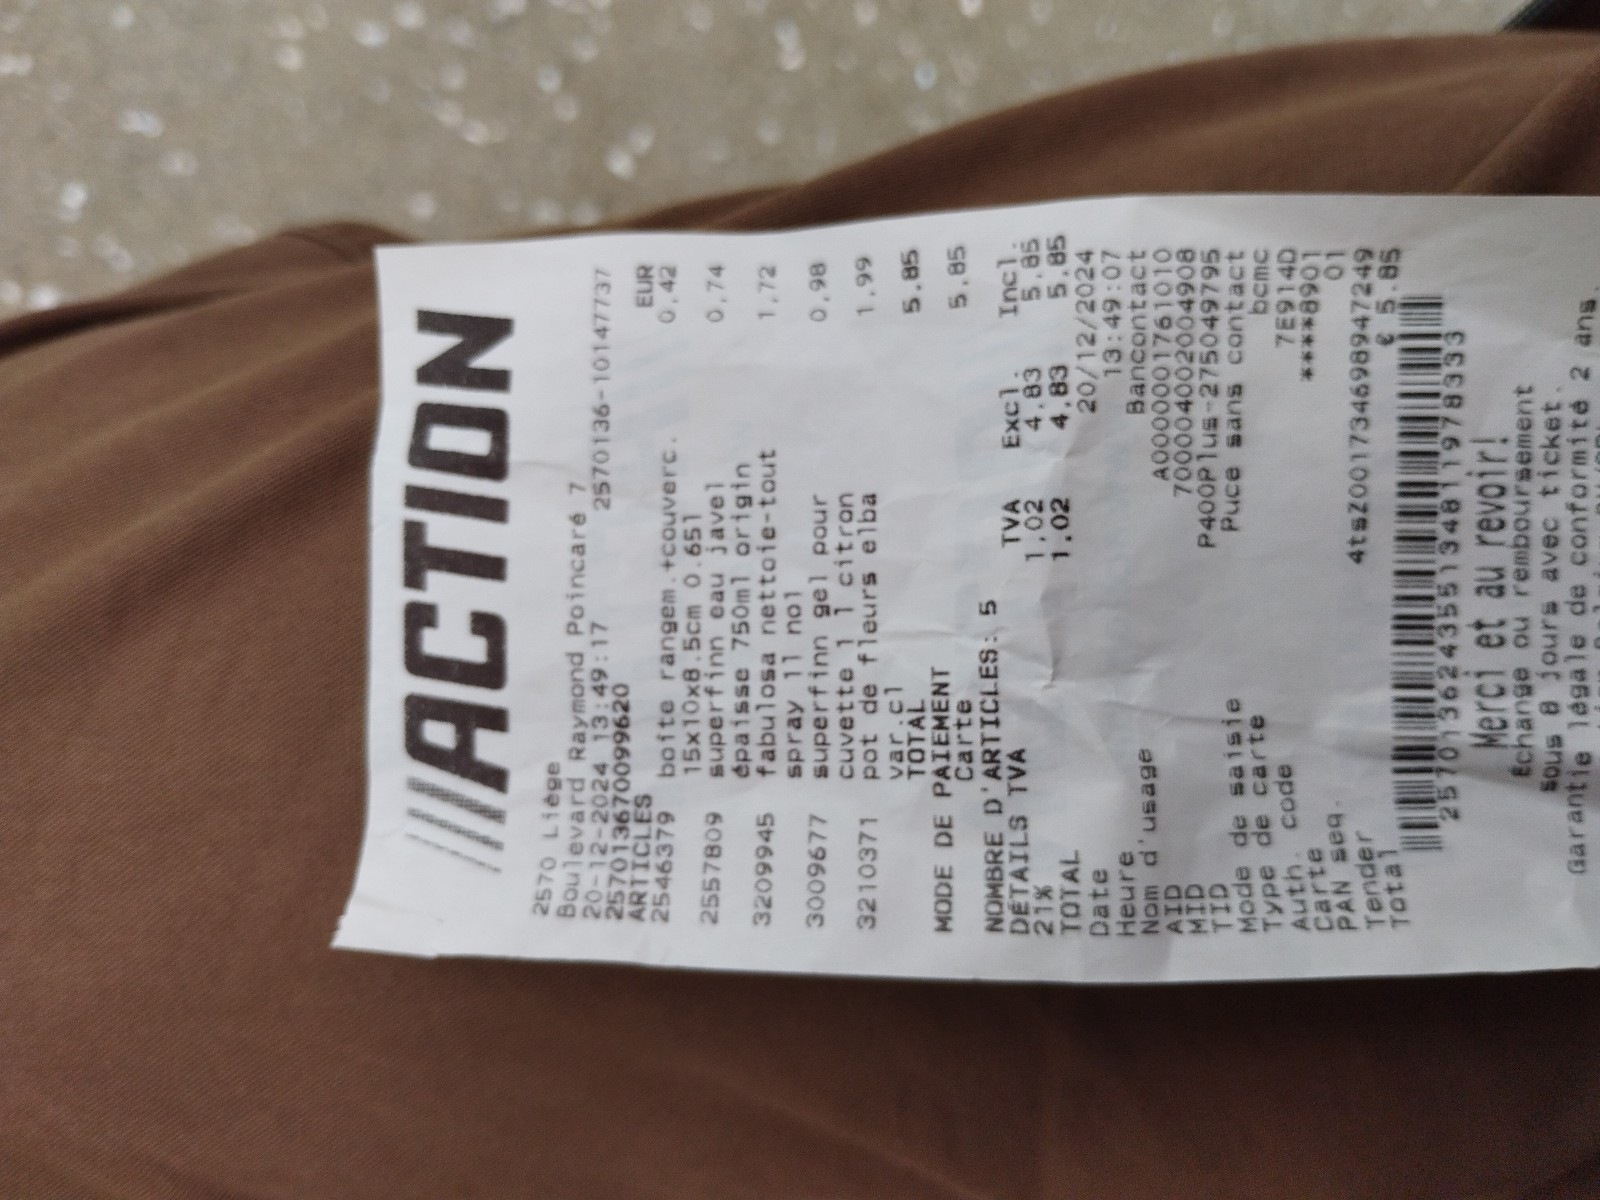 ///ACTION
2570 Liège
Boulevard Raymond Poincaré 7
20-12-2024 13:49:17 25770136-10147737
257013670099620
ARTICLES EUR
2546379 boite rangem.+couverc. 0.42
15x10x8.5cm 0.65l
2557809 superfinn eau javel 0.74
épaisse 750ml origin
3209945 fabulosa nettoie-tout 1.72
spray 1l nol
3009677 superfinn gel pour 0.98
cuvette 1 l citron
3210371 pot de fleurs elba 1.99
var.cl
TOTAL 5.85
MODE DE PAIEMENT
Carte 5.85
NOMBRE D'ARTICLES: 5
DÉTAILS TVA TVA Excl. Incl.
21% 1.02 4.83 5.85
TOTAL 1.02 4.83 5.85
Date 20/12/2024
Heure 13:49:07
Nom d'usage Bancontact
AID A0000001761010
MID 70000400202004908
TID P400Plus-275049795
Mode de saisie Puce sans contact
Type de carte bcmc
Auth. code 7E914D
Carte ****8901
PAN seq. 01
Tender 4tsZ001734698947249
Total € 5.85
2570136243551348119783​33
Merci et au revoir!
Échange ou remboursement
sous 8 jours avec ticket.
Garantie légale de conformité 2 ans.